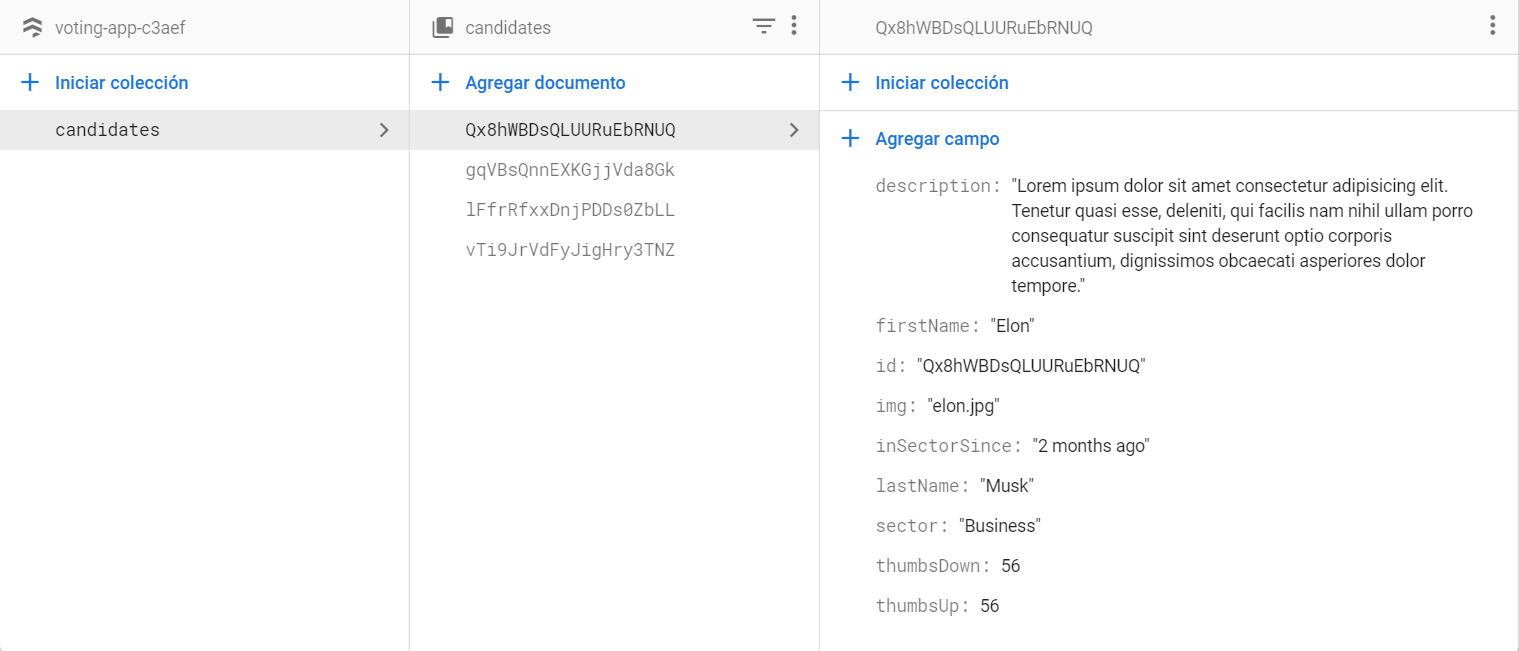 voting-app-c3aef
Iniciar colección
candidates
candidates
Agregar documento
Qx8hWBDsQLUURuEbRNUQ
gqVBsQnnEXKGjjVda8Gk
lFfrRfxxDnjPDDs0ZbLL
vTi9JrVdFyJigHry3TNZ
Qx8hWBDsQLUURuEbRNUQ
Iniciar colección
Agregar campo
description: "Lorem ipsum dolor sit amet consectetur adipisicing elit.
Tenetur quasi esse, deleniti, qui facilis nam nihil ullam porro
consequatur suscipit sint deserunt optio corporis
accusantium, dignissimos obcaecati asperiores dolor
tempore."
firstName: "Elon"
id: "Qx8hWBDsQLUURuEbRNUQ"
img: "elon.jpg"
inSectorSince: "2 months ago"
lastName: "Musk"
sector: "Business"
thumbsDown: 56
thumbsUp: 56